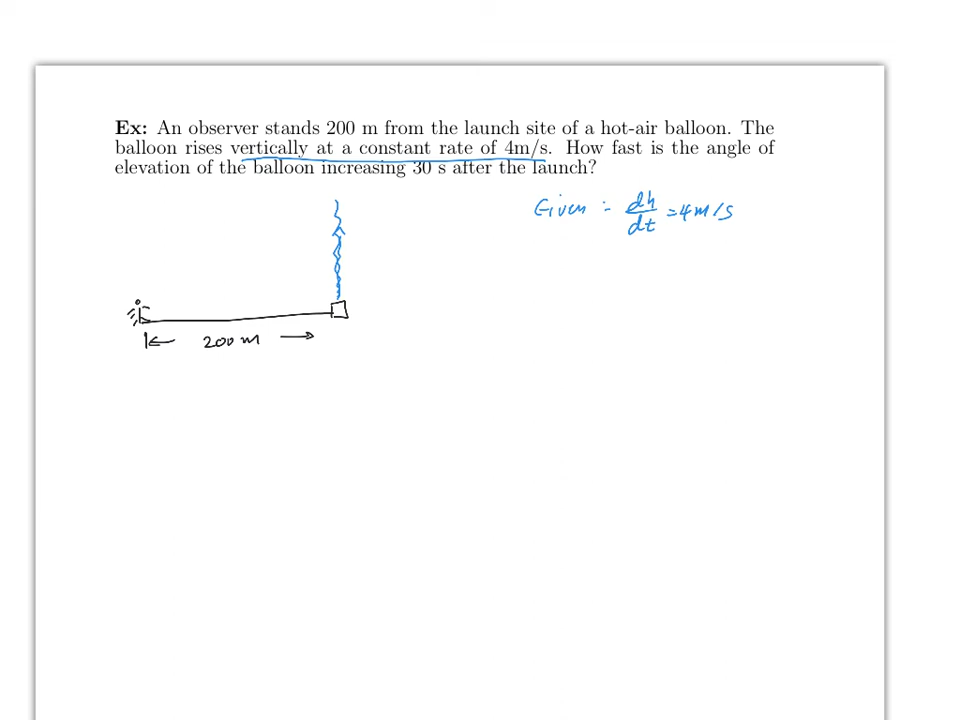 Ex: An observer stands 200 m from the launch site of a hot-air balloon. The
balloon rises vertically at a constant rate of 4m/s. How fast is the angle of
elevation of the balloon increasing 30 s after the launch?
Given : dh/dt = 4 m/s
200 m